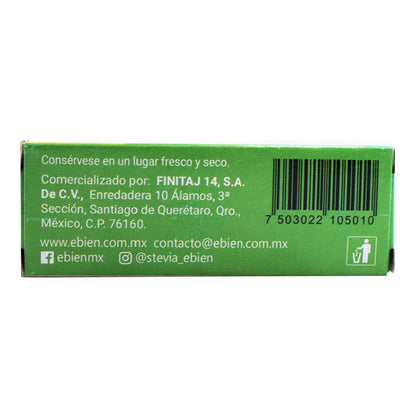 Consérvese en un lugar fresco y seco.
Comercializado por: FINITAJ 14, S.A.
De C.V., Enredadera 10 Álamos, 3ª
Sección, Santiago de Querétaro, Qro.,
México, C.P. 76160.
www.ebien.com.mx contacto@ebien.com.mx
ebienmx @stevia_ebien
7 503022 105010